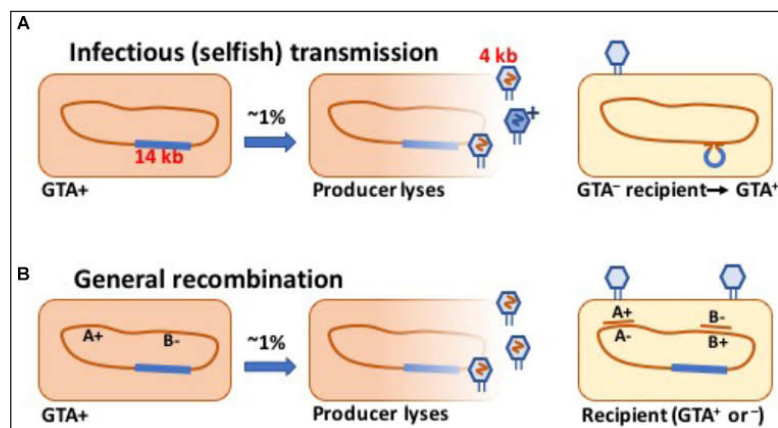 A
Infectious (selfish) transmission
4 kb
~1%
+
14 kb
GTA+
Producer lyses
GTA⁻ recipient→ GTA⁺
B
General recombination
A+
B-
A+
B-
~1%
A-
B+
GTA+
Producer lyses
Recipient (GTA⁺ or ⁻)